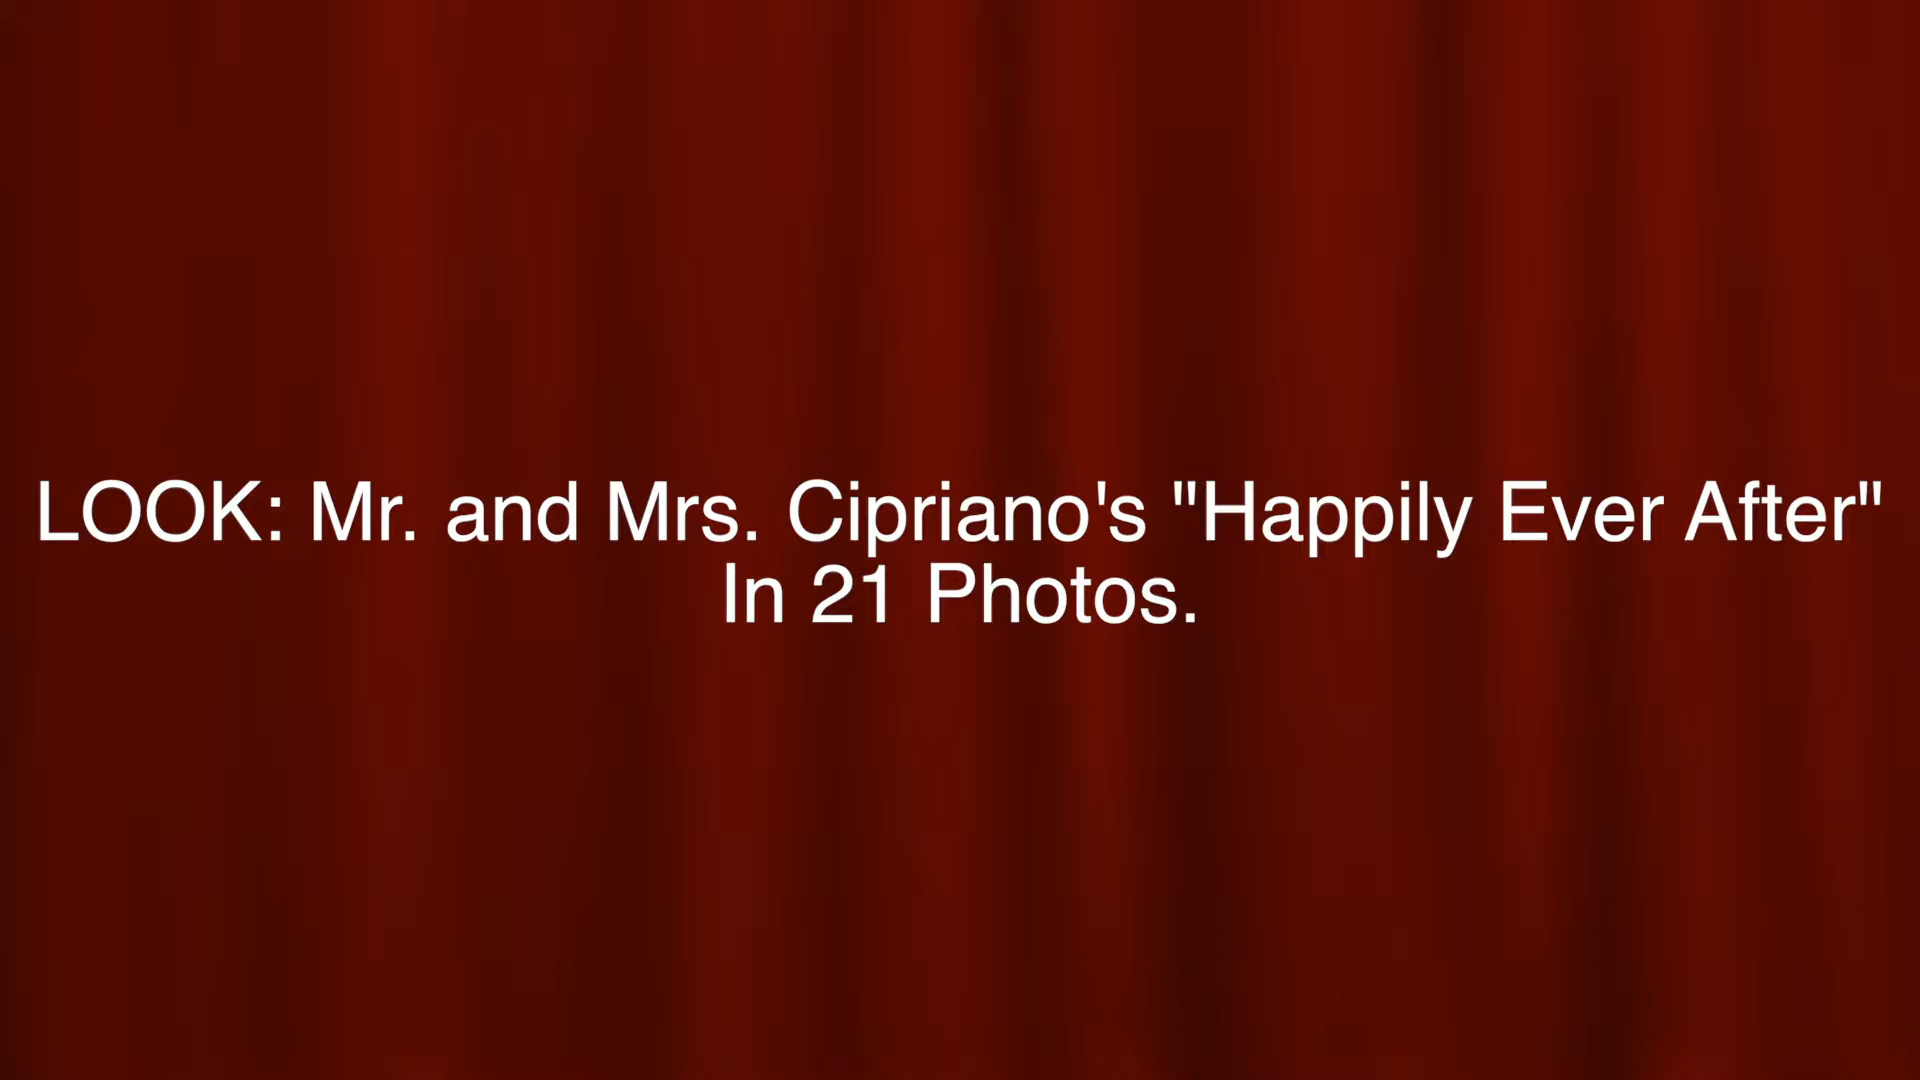 LOOK: Mr. and Mrs. Cipriano's "Happily Ever After"
In 21 Photos.